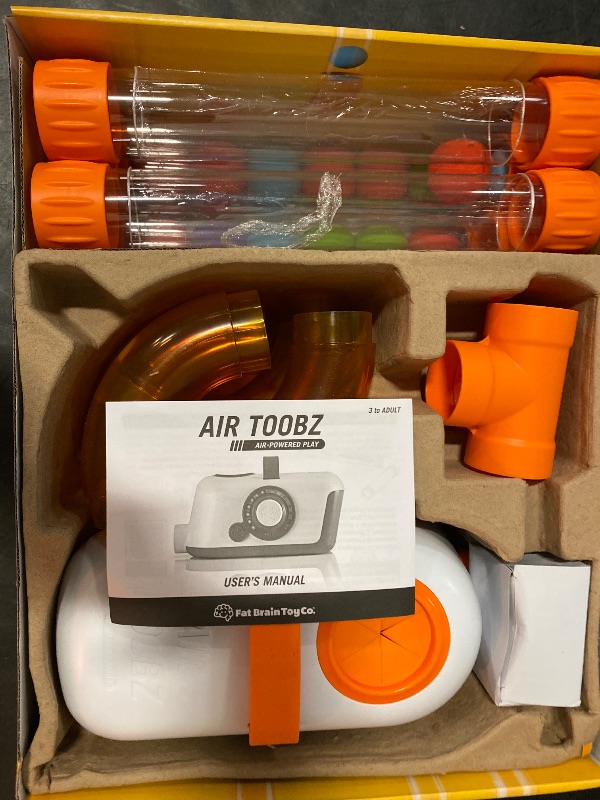 AIR TOOBZ
3 to ADULT
AIR-POWERED PLAY
USER'S MANUAL
Fat Brain Toy Co.